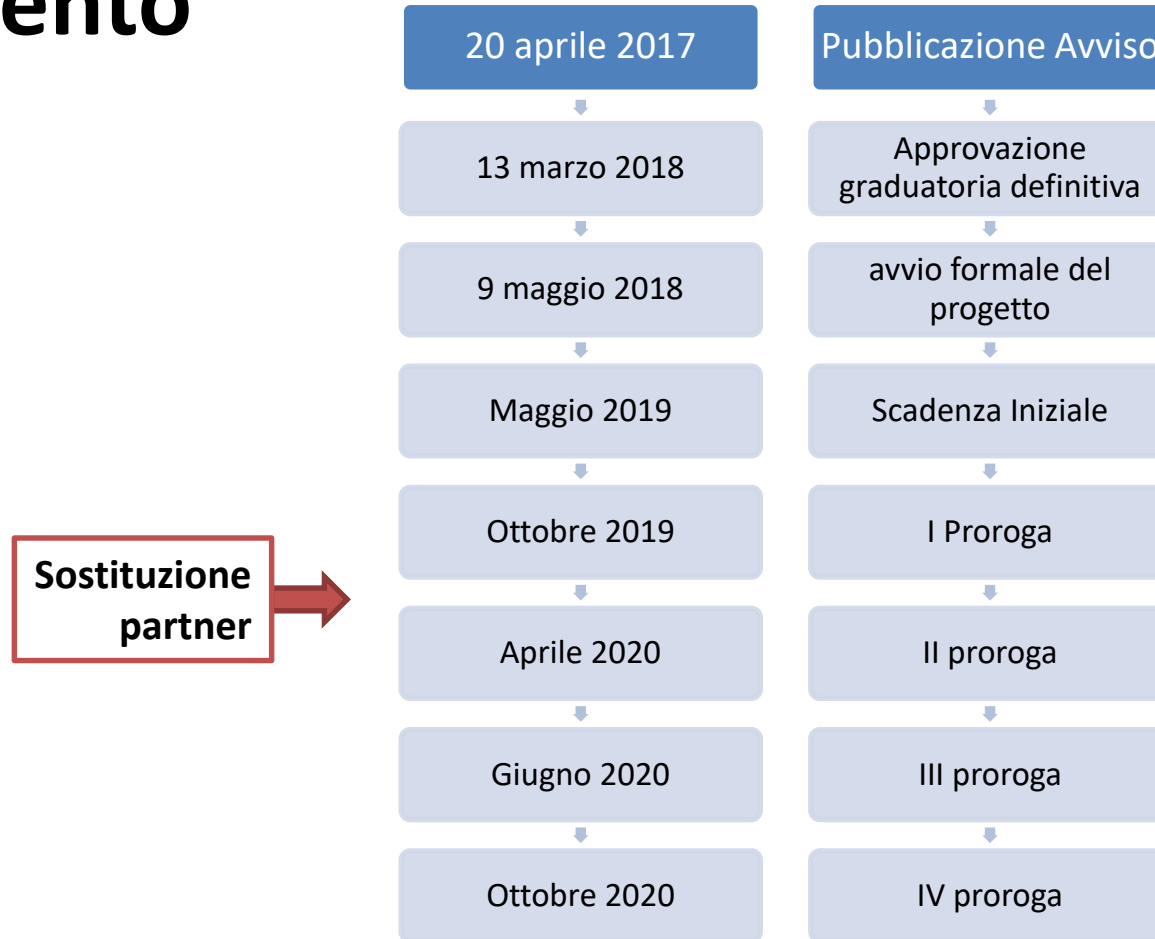 20 aprile 2017
Pubblicazione Avviso
13 marzo 2018
Approvazione
graduatoria definitiva
9 maggio 2018
avvio formale del
progetto
Maggio 2019
Scadenza Iniziale
Ottobre 2019
I Proroga
Sostituzione
partner
Aprile 2020
II proroga
Giugno 2020
III proroga
Ottobre 2020
IV proroga